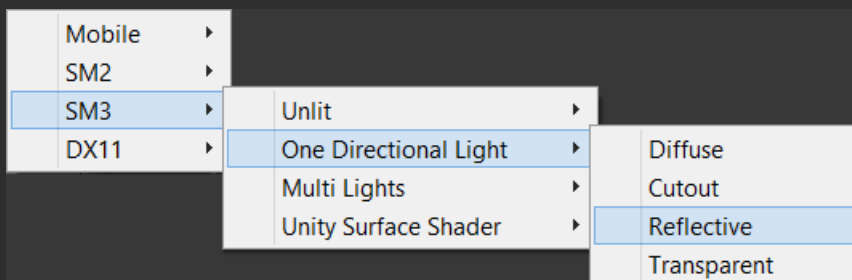 Mobile
SM2
SM3
DX11
Unlit
One Directional Light
Multi Lights
Unity Surface Shader
Diffuse
Cutout
Reflective
Transparent